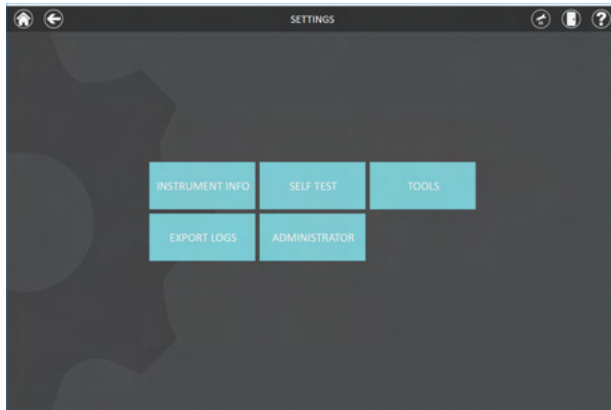 SETTINGS
?
INSTRUMENT INFO SELF TEST TOOLS
EXPORT LOGS ADMINISTRATOR